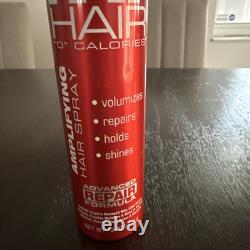 HAIR
"0" CALORIES
AMPLIFYING
HAIR SPRAY
• volumizes
• repairs
• holds
• shines
ADVANCED
REPAIR
FORMULA